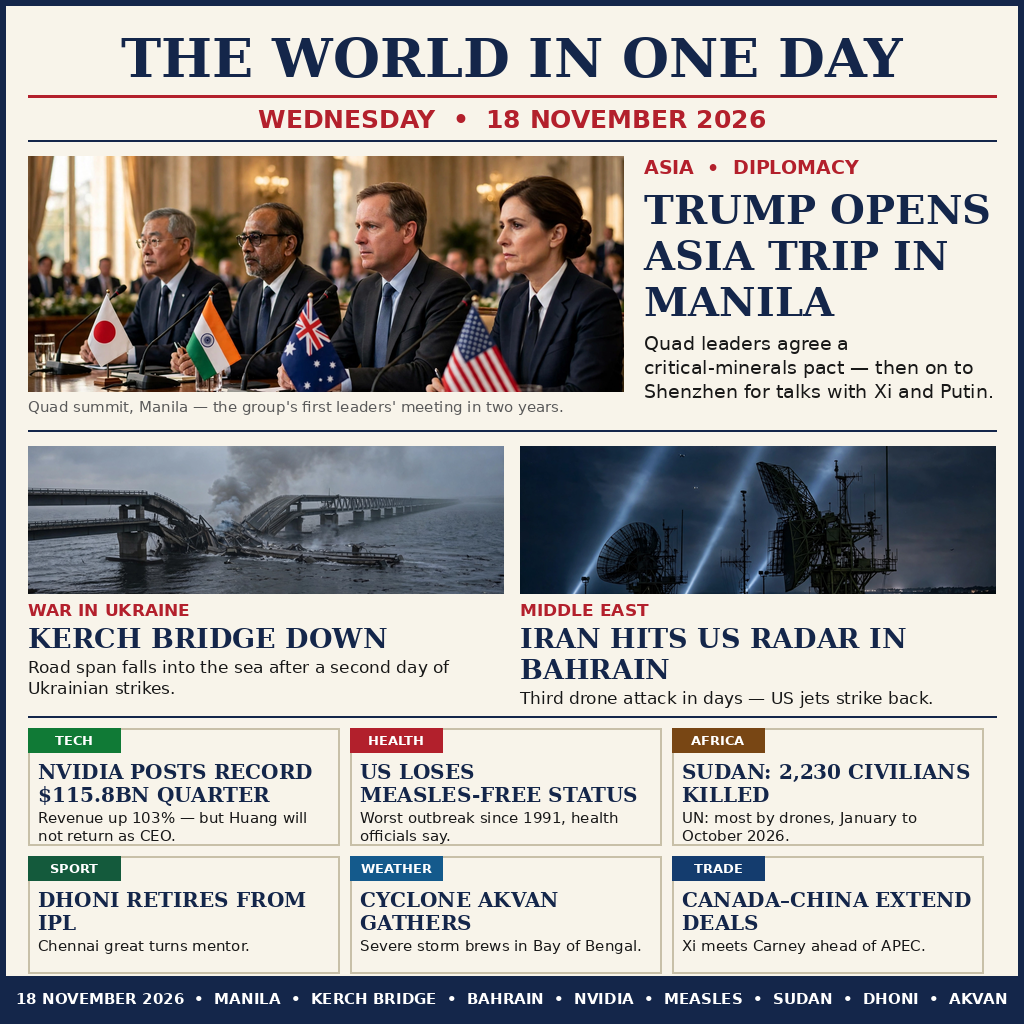 THE WORLD IN ONE DAY
WEDNESDAY • 18 NOVEMBER 2026
ASIA • DIPLOMACY
TRUMP OPENS
ASIA TRIP IN
MANILA
Quad leaders agree a
critical-minerals pact — then on to
Shenzhen for talks with Xi and Putin.
Quad summit, Manila — the group's first leaders' meeting in two years.
WAR IN UKRAINE
KERCH BRIDGE DOWN
Road span falls into the sea after a second day of
Ukrainian strikes.
MIDDLE EAST
IRAN HITS US RADAR IN
BAHRAIN
Third drone attack in days — US jets strike back.
TECH
NVIDIA POSTS RECORD
$115.8BN QUARTER
Revenue up 103% — but Huang will
not return as CEO.
HEALTH
US LOSES
MEASLES-FREE STATUS
Worst outbreak since 1991, health
officials say.
AFRICA
SUDAN: 2,230 CIVILIANS
KILLED
UN: most by drones, January to
October 2026.
SPORT
DHONI RETIRES FROM
IPL
Chennai great turns mentor.
WEATHER
CYCLONE AKVAN
GATHERS
Severe storm brews in Bay of Bengal.
TRADE
CANADA–CHINA EXTEND
DEALS
Xi meets Carney ahead of APEC.
18 NOVEMBER 2026 • MANILA • KERCH BRIDGE • BAHRAIN • NVIDIA • MEASLES • SUDAN • DHONI • AKVAN